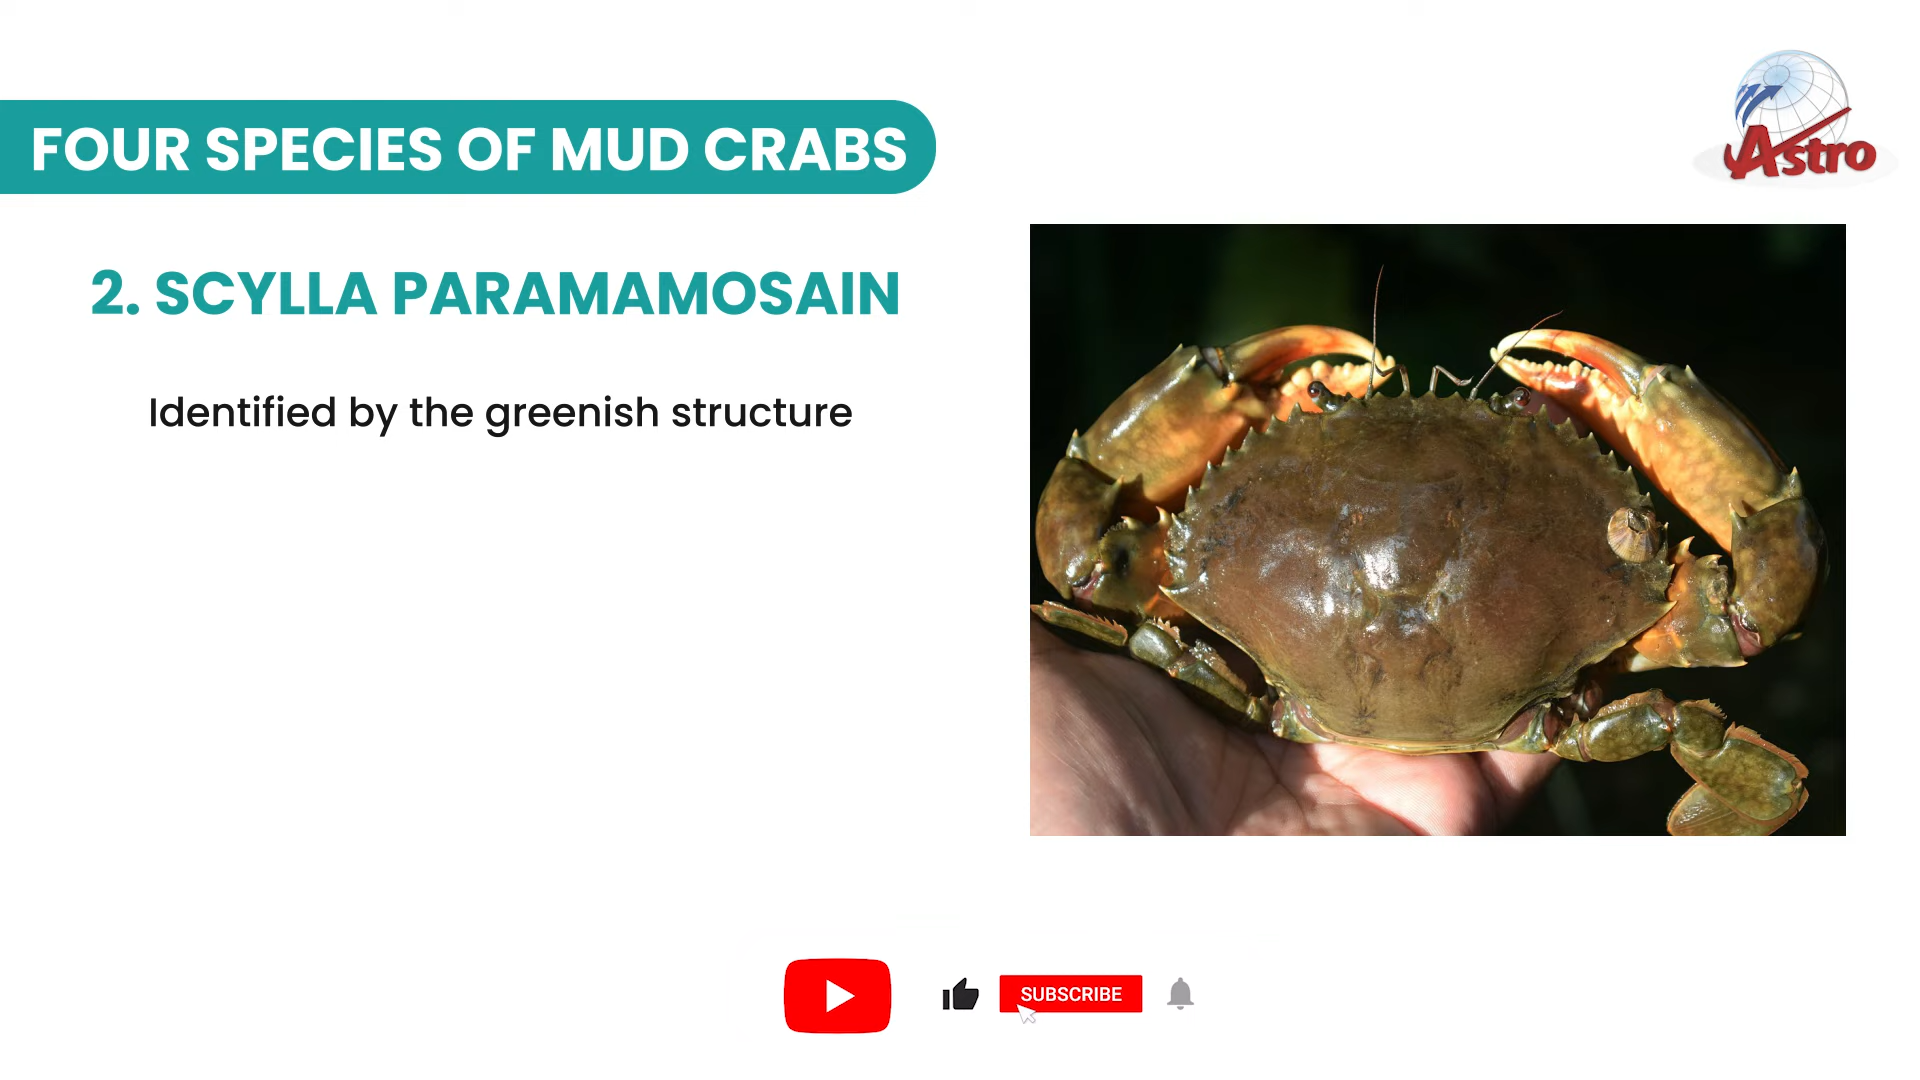 FOUR SPECIES OF MUD CRABS
Astro
2. SCYLLA PARAMAMOSAIN
Identified by the greenish structure
SUBSCRIBE